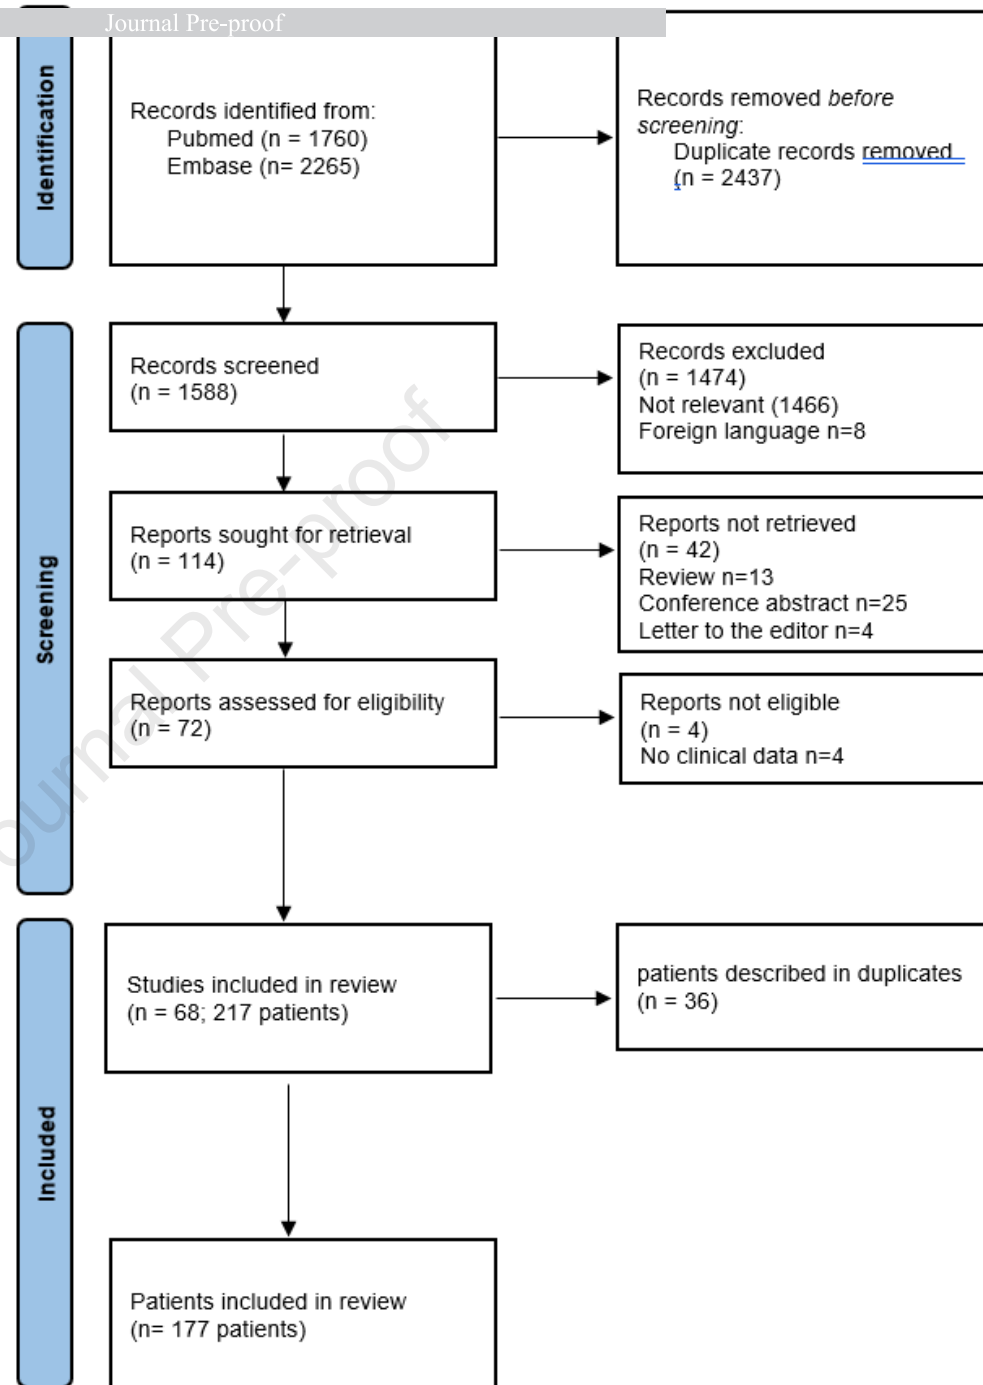 Journal Pre-proof
Identification
Records identified from:
Pubmed (n = 1760)
Embase (n= 2265)
Records removed before
screening:
Duplicate records removed
(n = 2437)
Screening
Records screened
(n = 1588)
Records excluded
(n = 1474)
Not relevant (1466)
Foreign language n=8
Reports sought for retrieval
(n = 114)
Reports not retrieved
(n = 42)
Review n=13
Conference abstract n=25
Letter to the editor n=4
Reports assessed for eligibility
(n = 72)
Reports not eligible
(n = 4)
No clinical data n=4
Included
Studies included in review
(n = 68; 217 patients)
patients described in duplicates
(n = 36)
Patients included in review
(n= 177 patients)
ournal Pre-proof